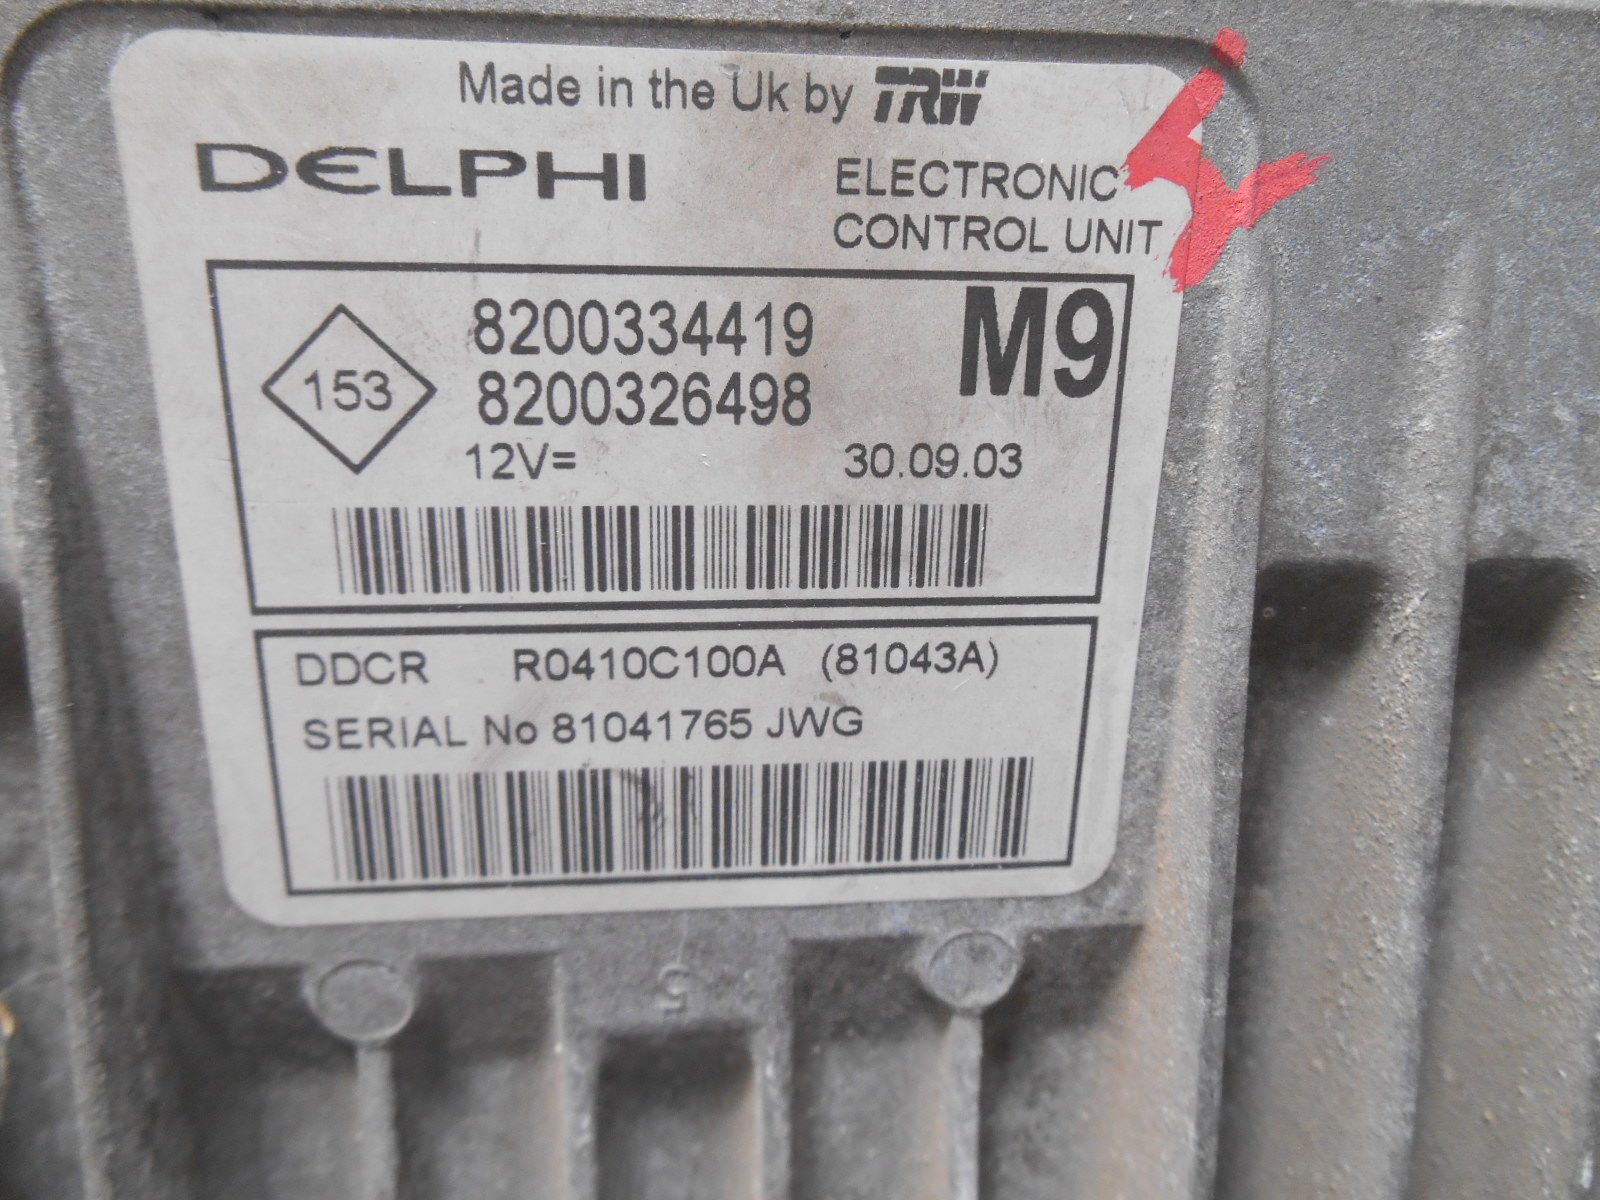 Made in the Uk by TRW
DELPHI
ELECTRONIC
CONTROL UNIT
M9
153
8200334419
8200326498
12V= 30.09.03
DDCR R0410C100A (81043A)
SERIAL No 81041765 JWG
5